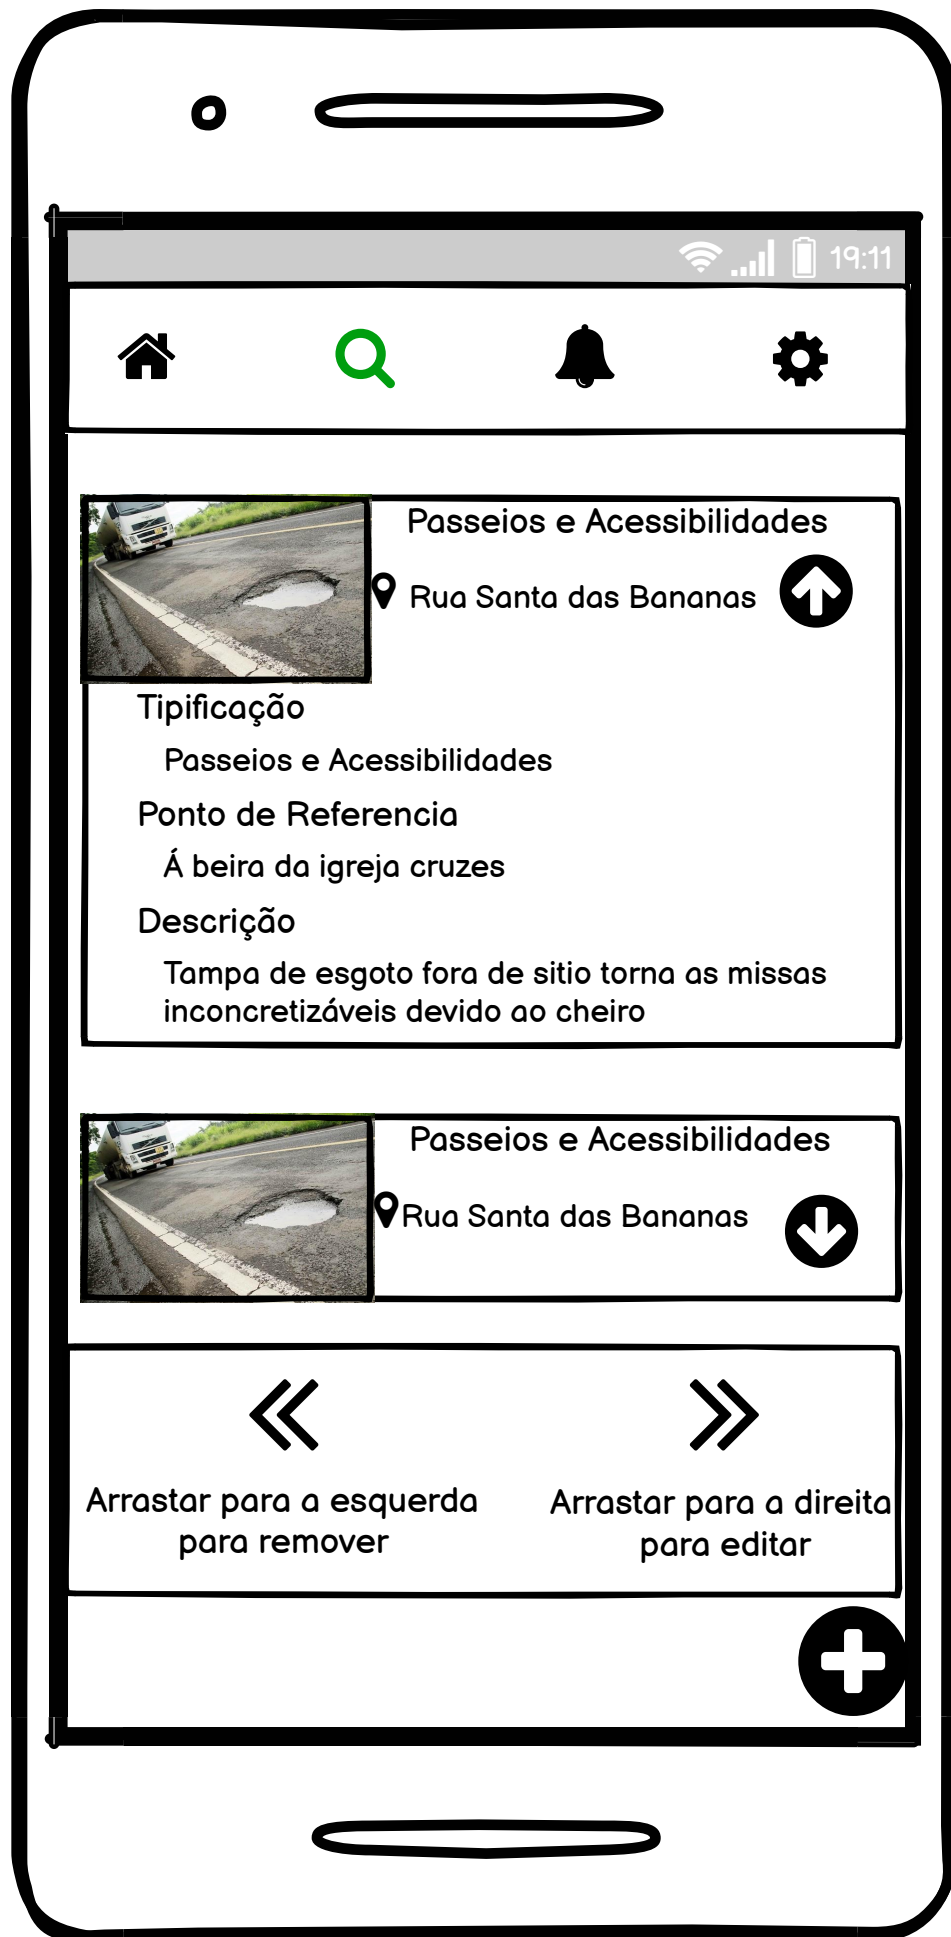 19:11
Passeios e Acessibilidades
Rua Santa das Bananas
Tipificação
Passeios e Acessibilidades
Ponto de Referencia
Á beira da igreja cruzes
Descrição
Tampa de esgoto fora de sitio torna as missas
inconcretizáveis devido ao cheiro
Passeios e Acessibilidades
Rua Santa das Bananas
Arrastar para a esquerda
para remover
Arrastar para a direita
para editar